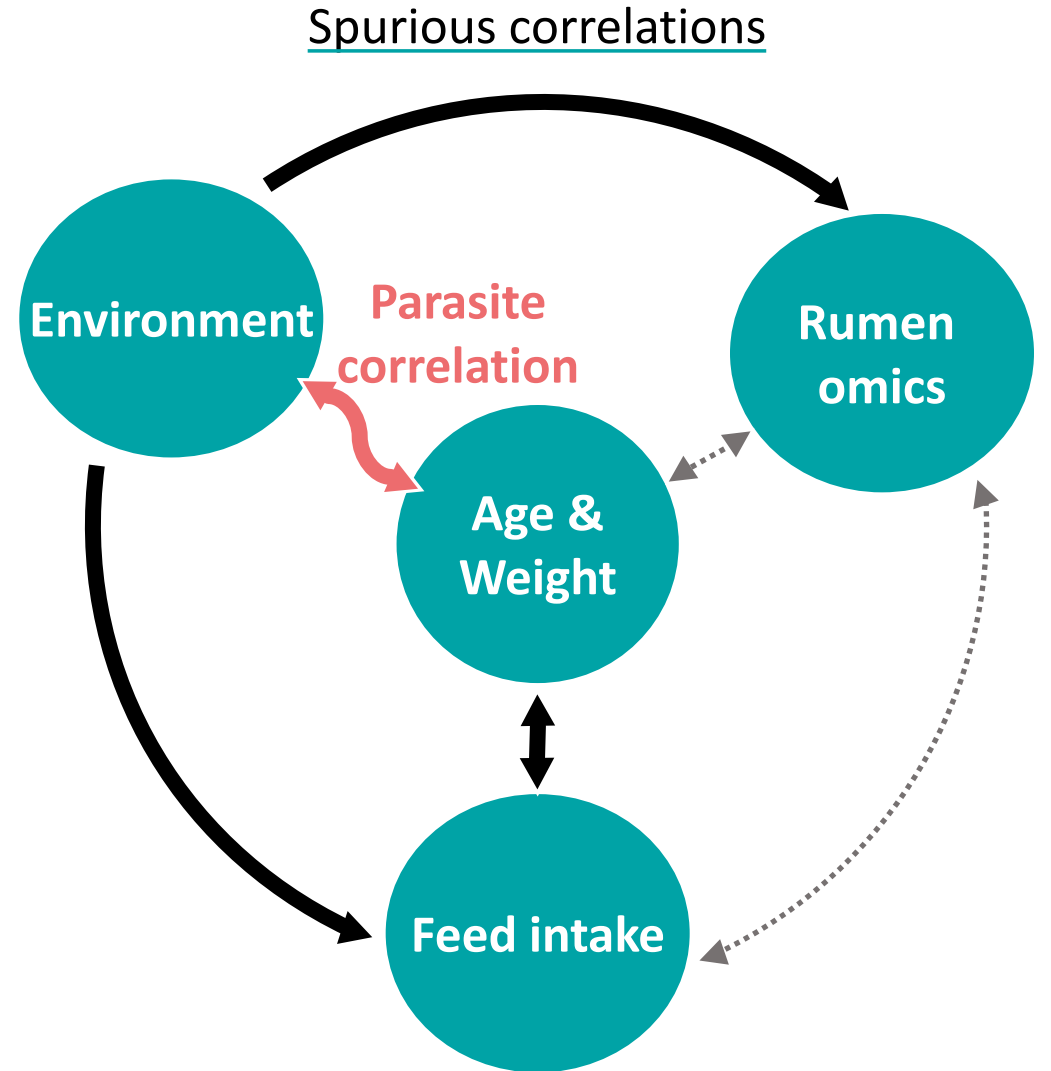 Spurious correlations
Environment
Parasite
correlation
Rumen
omics
Age &
Weight
Feed intake